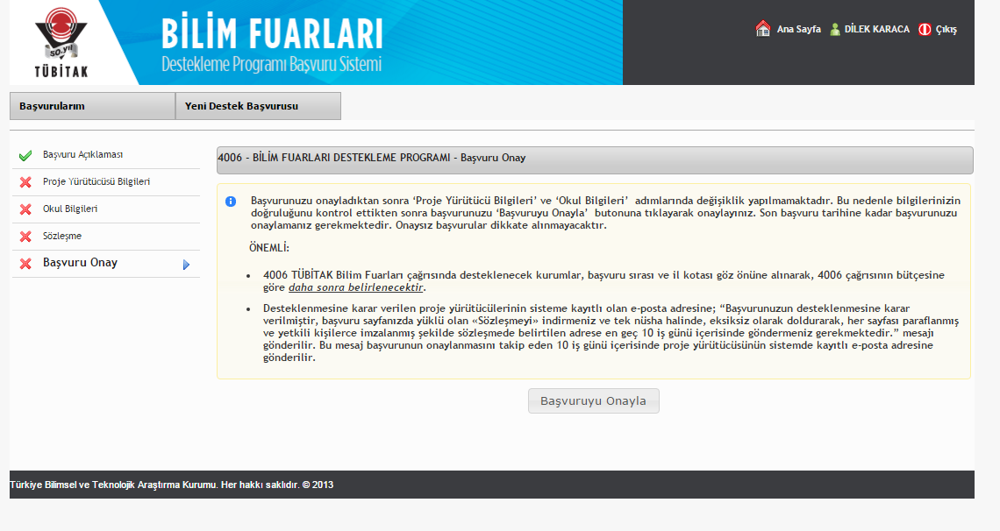 50.yıl
TÜBİTAK
BİLİM FUARLARI
Destekleme Programı Başvuru Sistemi
Ana Sayfa DİLEK KARACA Çıkış
Başvurularım Yeni Destek Başvurusu
Başvuru Açıklaması
Proje Yürütücüsü Bilgileri
Okul Bilgileri
Sözleşme
Başvuru Onay
4006 - BİLİM FUARLARI DESTEKLEME PROGRAMI - Başvuru Onay
Başvurunuzu onayladıktan sonra ‘Proje Yürütücü Bilgileri’ ve ‘Okul Bilgileri’ adımlarında değişiklik yapılmamaktadır. Bu nedenle bilgilerinizin
doğruluğunu kontrol ettikten sonra başvurunuzu ‘Başvuruyu Onayla’ butonuna tıklayarak onaylayınız. Son başvuru tarihine kadar başvurunuzu
onaylamanız gerekmektedir. Onaysız başvurular dikkate alınmayacaktır.
ÖNEMLİ:
• 4006 TÜBİTAK Bilim Fuarları çağrısında desteklenecek kurumlar, başvuru sırası ve il kotası göz önüne alınarak, 4006 çağrısının bütçesine
göre daha sonra belirlenecektir.
• Desteklenmesine karar verilen proje yürütücülerinin sisteme kayıtlı olan e-posta adresine; “Başvurunuzun desteklenmesine karar
verilmiştir, başvuru sayfanızda yüklü olan «Sözleşmeyi» indirmeniz ve tek nüsha halinde, eksiksiz olarak doldurarak, her sayfası paraflanmış
ve yetkili kişilerce imzalanmış şekilde sözleşmede belirtilen adrese en geç 10 iş günü içerisinde göndermeniz gerekmektedir.” mesajı
gönderilir. Bu mesaj başvurunun onaylanmasını takip eden 10 iş günü içerisinde proje yürütücüsünün sistemde kayıtlı e-posta adresine
gönderilir.
Başvuruyu Onayla
Türkiye Bilimsel ve Teknolojik Araştırma Kurumu. Her hakkı saklıdır. © 2013